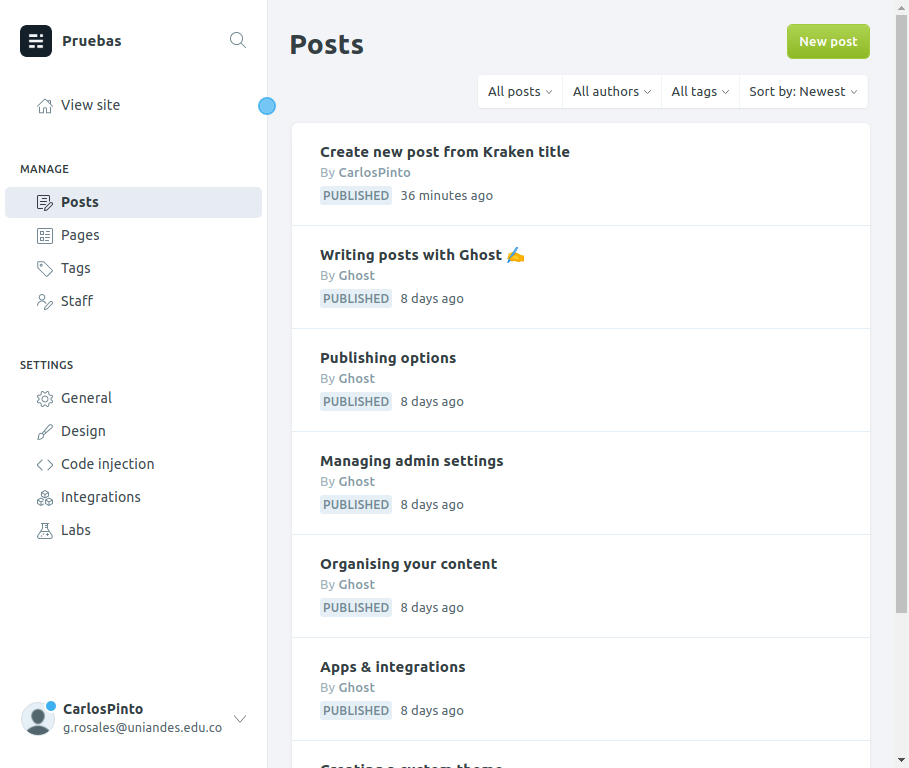 Pruebas
View site
MANAGE
Posts
Pages
Tags
Staff
SETTINGS
General
Design
Code injection
Integrations
Labs
CarlosPinto
g.rosales@uniandes.edu.co
Posts
New post
All posts
All authors
All tags
Sort by: Newest
Create new post from Kraken title
By CarlosPinto
PUBLISHED 36 minutes ago
Writing posts with Ghost ✍️
By Ghost
PUBLISHED 8 days ago
Publishing options
By Ghost
PUBLISHED 8 days ago
Managing admin settings
By Ghost
PUBLISHED 8 days ago
Organising your content
By Ghost
PUBLISHED 8 days ago
Apps & integrations
By Ghost
PUBLISHED 8 days ago
Creating a custom theme